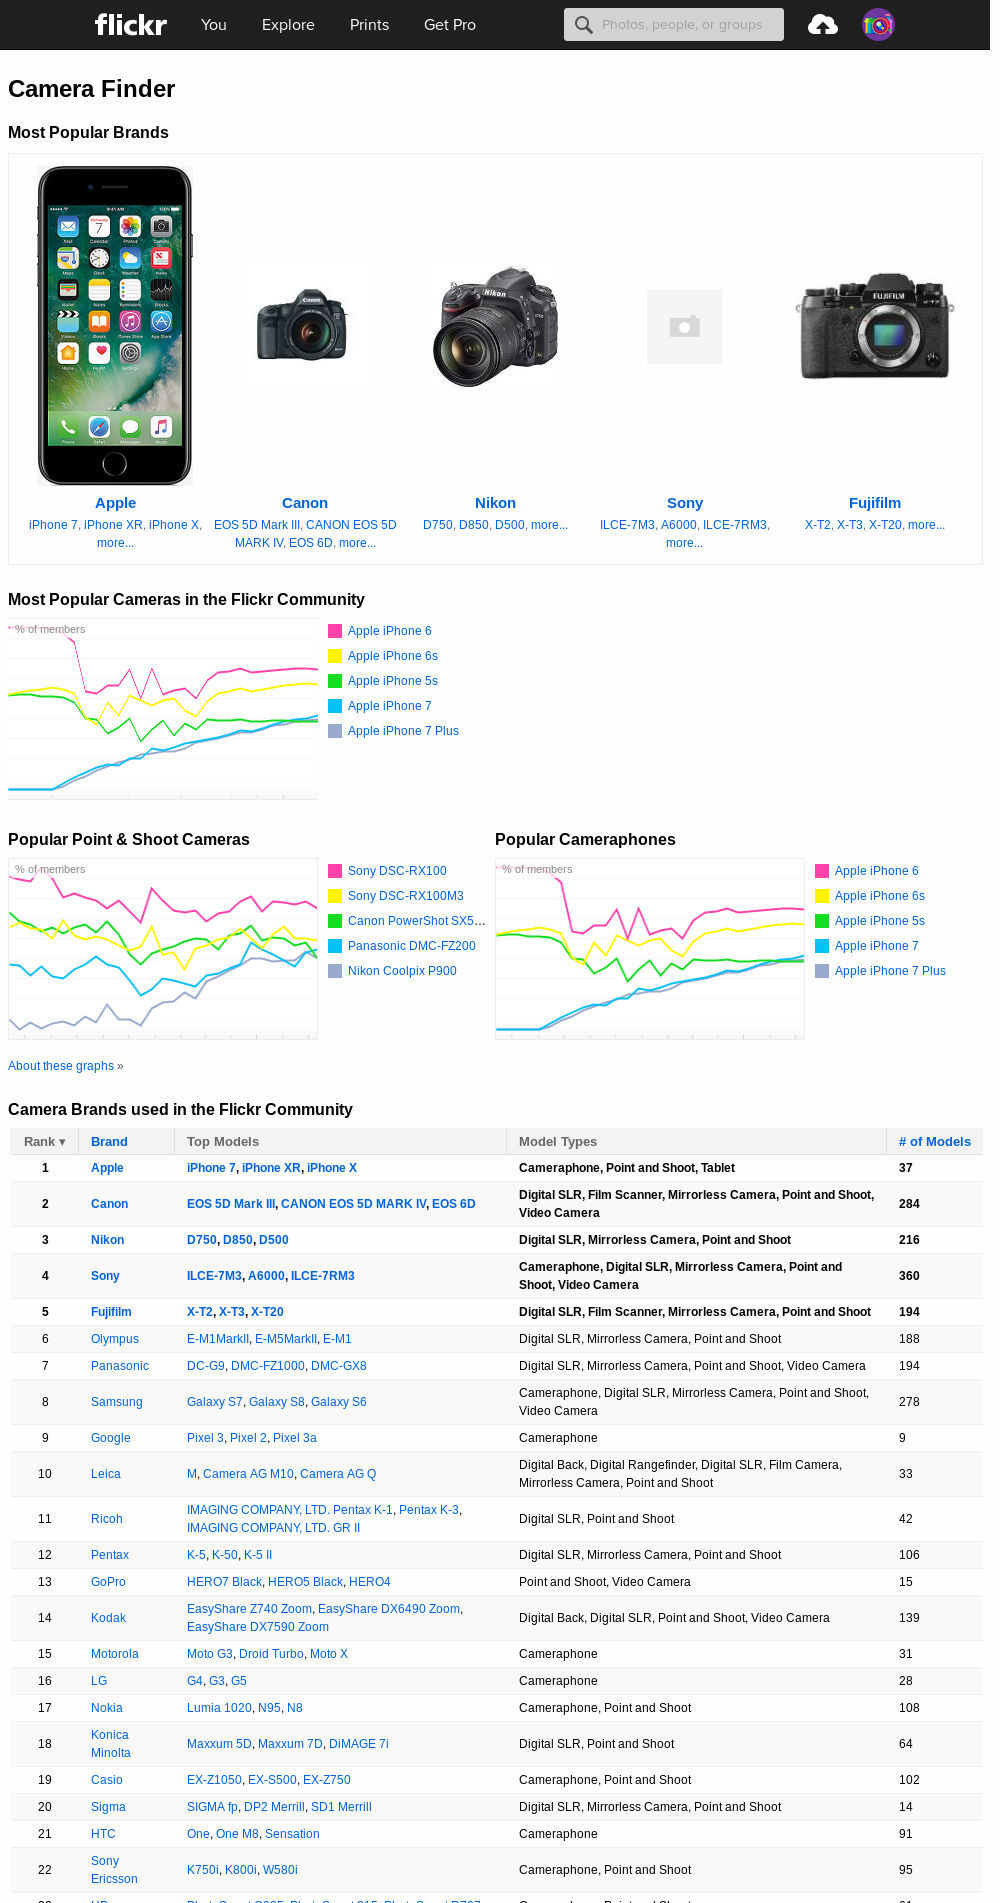 flickr You Explore Prints Get Pro Photos, people, or groups
Camera Finder
Most Popular Brands
Apple
iPhone 7, iPhone XR, iPhone X,
more...
Canon
EOS 5D Mark III, CANON EOS 5D
MARK IV, EOS 6D, more...
Nikon
D750, D850, D500, more...
Sony
ILCE-7M3, A6000, ILCE-7RM3,
more...
Fujifilm
X-T2, X-T3, X-T20, more...
Most Popular Cameras in the Flickr Community
% of members
Apple iPhone 6
Apple iPhone 6s
Apple iPhone 5s
Apple iPhone 7
Apple iPhone 7 Plus
Popular Point & Shoot Cameras
% of members
Sony DSC-RX100
Sony DSC-RX100M3
Canon PowerShot SX5...
Panasonic DMC-FZ200
Nikon Coolpix P900
Popular Cameraphones
% of members
Apple iPhone 6
Apple iPhone 6s
Apple iPhone 5s
Apple iPhone 7
Apple iPhone 7 Plus
About these graphs »
Camera Brands used in the Flickr Community
Rank ▾ Brand Top Models Model Types # of Models
1 Apple iPhone 7, iPhone XR, iPhone X Cameraphone, Point and Shoot, Tablet 37
2 Canon EOS 5D Mark III, CANON EOS 5D MARK IV, EOS 6D Digital SLR, Film Scanner, Mirrorless Camera, Point and Shoot,
Video Camera 284
3 Nikon D750, D850, D500 Digital SLR, Mirrorless Camera, Point and Shoot 216
4 Sony ILCE-7M3, A6000, ILCE-7RM3 Cameraphone, Digital SLR, Mirrorless Camera, Point and
Shoot, Video Camera 360
5 Fujifilm X-T2, X-T3, X-T20 Digital SLR, Film Scanner, Mirrorless Camera, Point and Shoot 194
6 Olympus E-M1MarkII, E-M5MarkII, E-M1 Digital SLR, Mirrorless Camera, Point and Shoot 188
7 Panasonic DC-G9, DMC-FZ1000, DMC-GX8 Digital SLR, Mirrorless Camera, Point and Shoot, Video Camera 194
8 Samsung Galaxy S7, Galaxy S8, Galaxy S6 Cameraphone, Digital SLR, Mirrorless Camera, Point and Shoot,
Video Camera 278
9 Google Pixel 3, Pixel 2, Pixel 3a Cameraphone 9
10 Leica M, Camera AG M10, Camera AG Q Digital Back, Digital Rangefinder, Digital SLR, Film Camera,
Mirrorless Camera, Point and Shoot 33
11 Ricoh IMAGING COMPANY, LTD. Pentax K-1, Pentax K-3,
IMAGING COMPANY, LTD. GR II Digital SLR, Point and Shoot 42
12 Pentax K-5, K-50, K-5 II Digital SLR, Mirrorless Camera, Point and Shoot 106
13 GoPro HERO7 Black, HERO5 Black, HERO4 Point and Shoot, Video Camera 15
14 Kodak EasyShare Z740 Zoom, EasyShare DX6490 Zoom,
EasyShare DX7590 Zoom Digital Back, Digital SLR, Point and Shoot, Video Camera 139
15 Motorola Moto G3, Droid Turbo, Moto X Cameraphone 31
16 LG G4, G3, G5 Cameraphone 28
17 Nokia Lumia 1020, N95, N8 Cameraphone, Point and Shoot 108
18 Konica
Minolta Maxxum 5D, Maxxum 7D, DiMAGE 7i Digital SLR, Point and Shoot 64
19 Casio EX-Z1050, EX-S500, EX-Z750 Cameraphone, Point and Shoot 102
20 Sigma SIGMA fp, DP2 Merrill, SD1 Merrill Digital SLR, Mirrorless Camera, Point and Shoot 14
21 HTC One, One M8, Sensation Cameraphone 91
22 Sony
Ericsson K750i, K800i, W580i Cameraphone, Point and Shoot 95